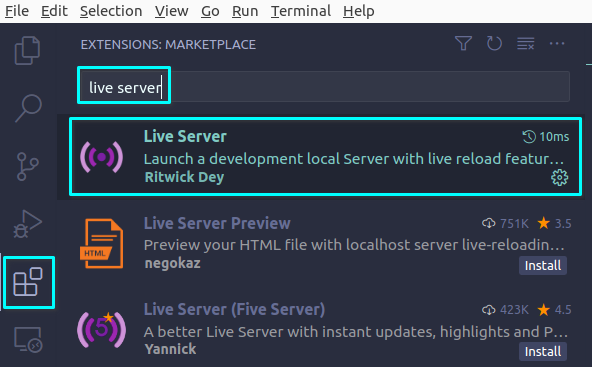 File Edit Selection View Go Run Terminal Help
EXTENSIONS: MARKETPLACE
live server
Live Server 10ms
Launch a development local Server with live reload featur…
Ritwick Dey
Live Server Preview 751K 3.5
Preview your HTML file with localhost server live-reloadin…
HTML
negokaz Install
Live Server (Five Server) 423K 4.5
5
A better Live Server with instant updates, highlights and P…
Yannick Install